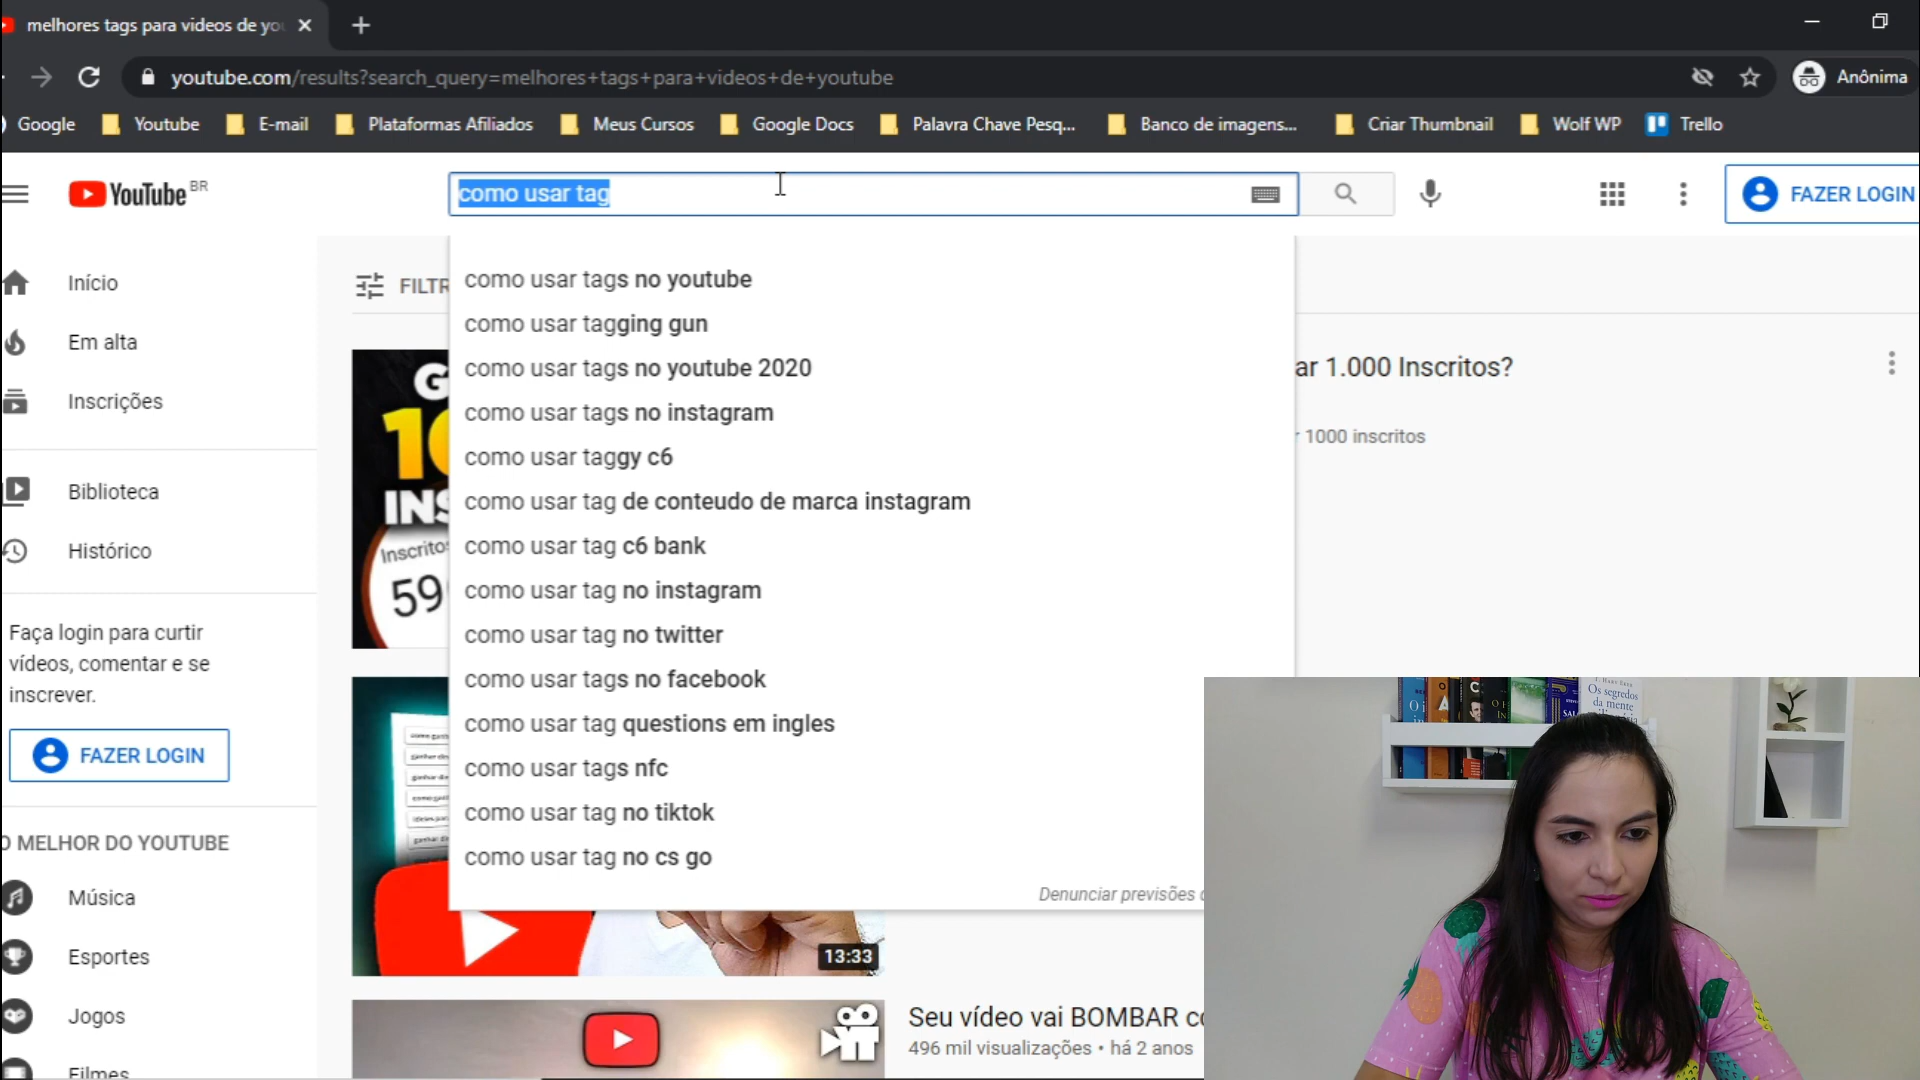 melhores tags para videos de you
youtube.com/results?search_query=melhores+tags+para+videos+de+youtube
Anônima
Google
Youtube
E-mail
Plataformas Afiliados
Meus Cursos
Google Docs
Palavra Chave Pesq...
Banco de imagens...
Criar Thumbnail
Wolf WP
Trello
YouTube BR
como usar tag
FAZER LOGIN
Início
Em alta
Inscrições
Biblioteca
Histórico
Faça login para curtir
vídeos, comentar e se
inscrever.
FAZER LOGIN
O MELHOR DO YOUTUBE
Música
Esportes
Jogos
Filmes
FILTR
como usar tags no youtube
como usar tagging gun
como usar tags no youtube 2020
como usar tags no instagram
como usar taggy c6
como usar tag de conteudo de marca instagram
como usar tag c6 bank
como usar tag no instagram
como usar tag no twitter
como usar tags no facebook
como usar tag questions em ingles
como usar tags nfc
como usar tag no tiktok
como usar tag no cs go
Denunciar previsões
ar 1.000 Inscritos?
r 1000 inscritos
G
10
INS
Inscritos
59
13:33
Seu vídeo vai BOMBAR co
496 mil visualizações • há 2 anos
Os segredos
da mente